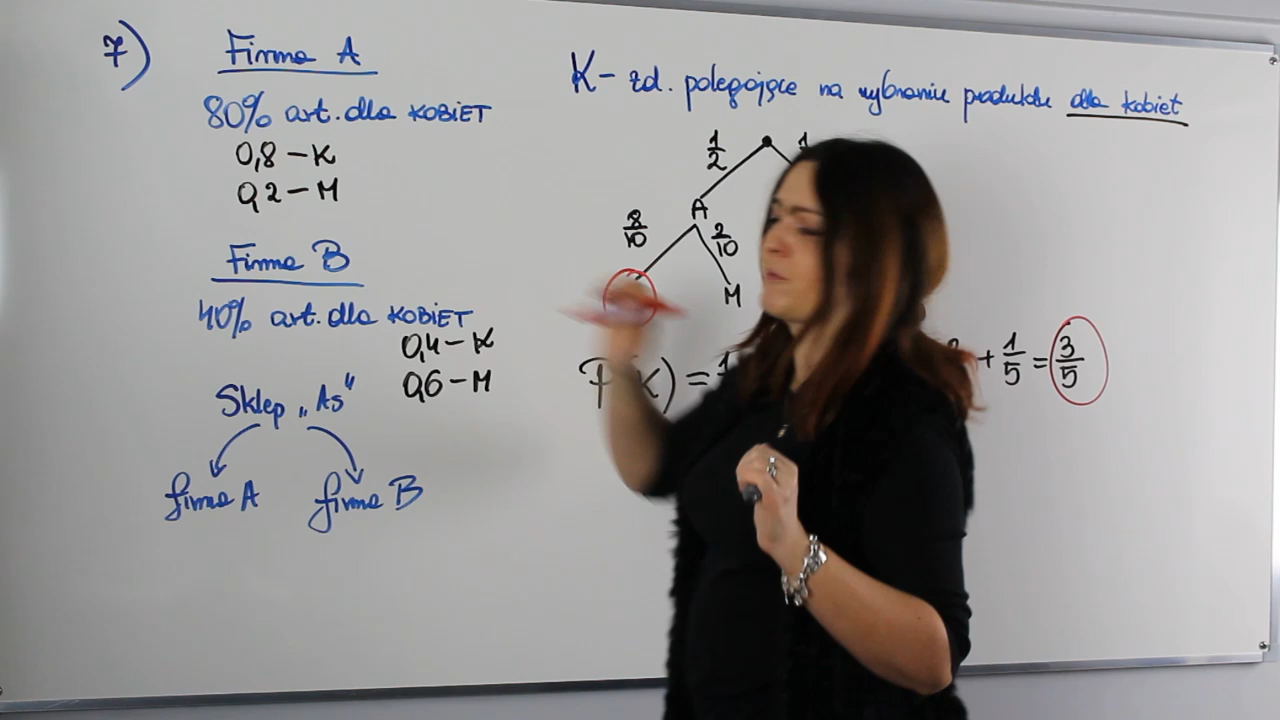 7)
Firma A
80% art. dla KOBIET
0,8 – K
0,2 – M
Firma B
40% art. dla KOBIET
0,4 – K
0,6 – M
Sklep „As"
firma A firma B
K – zd. polegające na wybraniu produktu dla kobiet
1/2 1
A
8/10 2/10
M
P(K) = 1 + 1/5 = 3/5